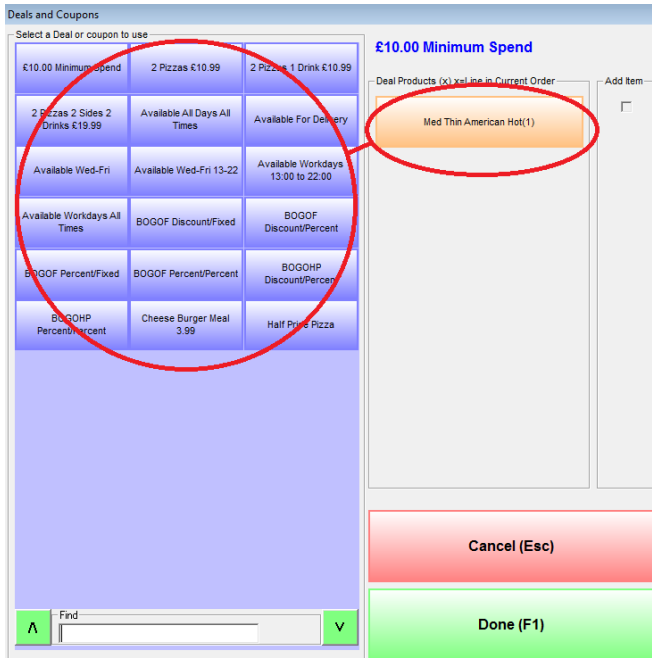 Deals and Coupons
Select a Deal or coupon to use
£10.00 Minimum Spend
2 Pizzas £10.99
2 Pizzas 1 Drink £10.99
2 Pizzas 2 Sides 2
Drinks £19.99
Available All Days All
Times
Available For Delivery
Available Wed-Fri
Available Wed-Fri 13-22
Available Workdays
13:00 to 22:00
Available Workdays All
Times
BOGOF Discount/Fixed
BOGOF
Discount/Percent
BOGOF Percent/Fixed
BOGOF Percent/Percent
BOGOHP
Discount/Percent
BOGOHP
Percent/Percent
Cheese Burger Meal
3.99
Half Price Pizza
Λ
Find
V
£10.00 Minimum Spend
Deal Products (x) x=Line in Current Order
Add Item
Med Thin American Hot(1)
Cancel (Esc)
Done (F1)